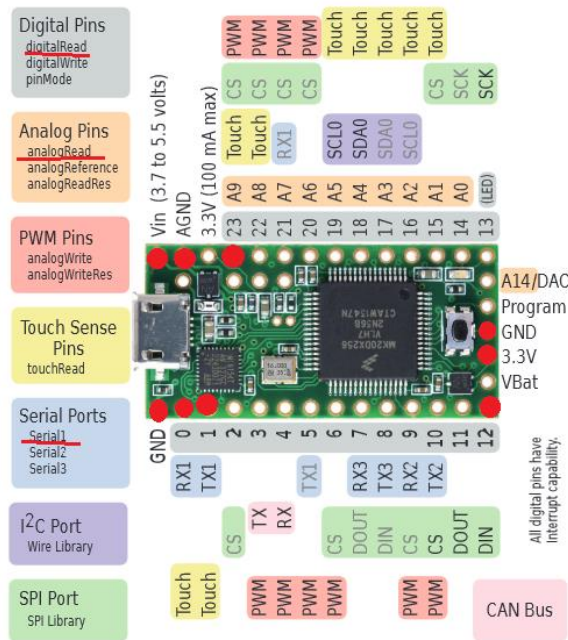 Digital Pins
digitalRead
digitalWrite
pinMode
Analog Pins
analogRead
analogReference
analogReadRes
PWM Pins
analogWrite
analogWriteRes
Touch Sense
Pins
touchRead
Serial Ports
Serial1
Serial2
Serial3
I2C Port
Wire Library
SPI Port
SPI Library
PWM PWM PWM PWM Touch Touch Touch Touch Touch
CS CS CS CS CS SCK SCK
Touch Touch RX1 SCL0 SDA0 SDA0 SCL0
A9 A8 A7 A6 A5 A4 A3 A2 A1 A0 (LED)
Vin (3.7 to 5.5 volts)
AGND
3.3V (100 mA max)
23 22 21 20 19 18 17 16 15 14 13
MK20DX256
VLH7
2N36B
CTAW1547N
A14/DAC
Program
GND
3.3V
VBat
GND 0 1 2 3 4 5 6 7 8 9 10 11 12
RX1 TX1 TX1 RX3 TX3 RX2 TX2
TX RX
CS CS DOUT DIN CS CS DOUT DIN
Touch Touch PWM PWM PWM PWM PWM PWM
All digital pins have
Interrupt capability.
CAN Bus